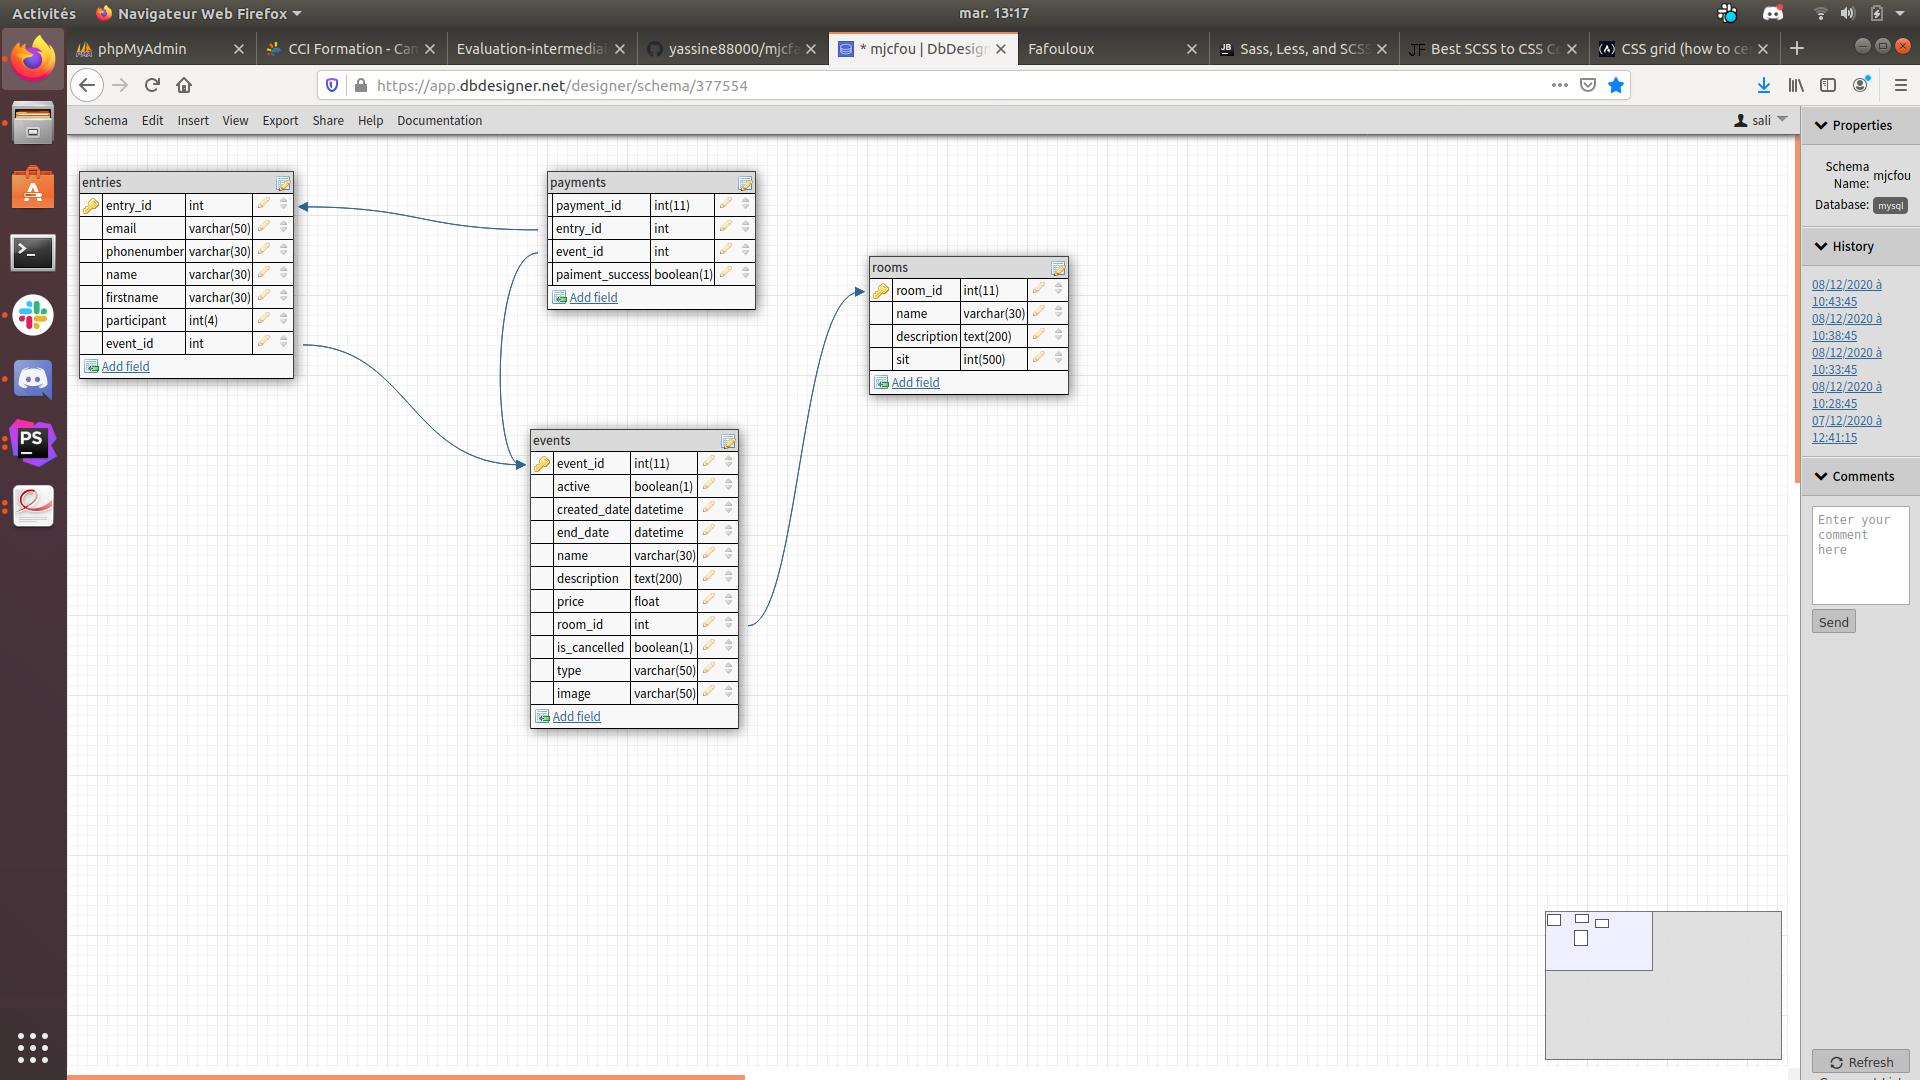 Activités
Navigateur Web Firefox
mar. 13:17
phpMyAdmin
CCI Formation - Cam
Evaluation-intermediai
yassine88000/mjcfa
* mjcfou | DbDesign
Fafouloux
Sass, Less, and SCSS
Best SCSS to CSS Co
CSS grid (how to ce
https://app.dbdesigner.net/designer/schema/377554
Schema Edit Insert View Export Share Help Documentation
sali
entries
entry_id int
email varchar(50)
phonenumber varchar(30)
name varchar(30)
firstname varchar(30)
participant int(4)
event_id int
Add field
payments
payment_id int(11)
entry_id int
event_id int
paiment_success boolean(1)
Add field
rooms
room_id int(11)
name varchar(30)
description text(200)
sit int(500)
Add field
events
event_id int(11)
active boolean(1)
created_date datetime
end_date datetime
name varchar(30)
description text(200)
price float
room_id int
is_cancelled boolean(1)
type varchar(50)
image varchar(50)
Add field
Properties
Schema
Name: mjcfou
Database: mysql
History
08/12/2020 à
10:43:45
08/12/2020 à
10:38:45
08/12/2020 à
10:33:45
08/12/2020 à
10:28:45
07/12/2020 à
12:41:15
Comments
Enter your
comment
here
Send
Refresh